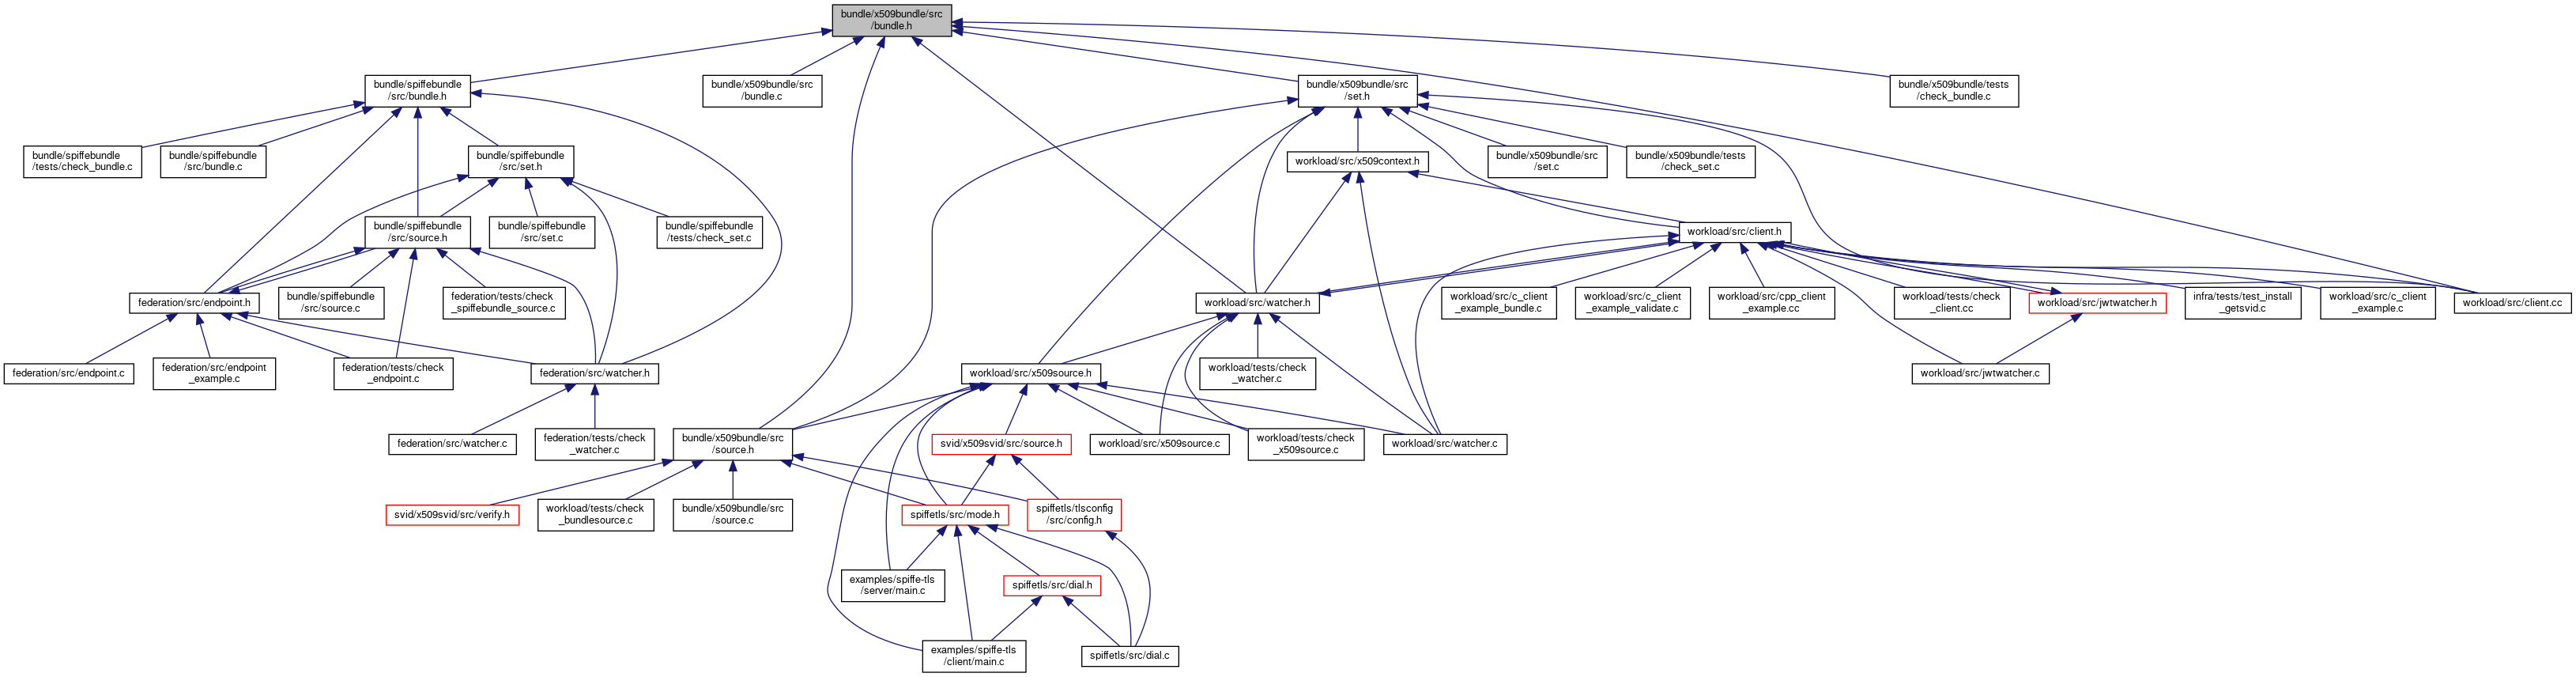 bundle/x509bundle/src
/bundle.h
bundle/spiffebundle
/src/bundle.h
bundle/x509bundle/src
/bundle.c
bundle/x509bundle/src
/set.h
bundle/x509bundle/tests
/check_bundle.c
bundle/spiffebundle
/tests/check_bundle.c
bundle/spiffebundle
/src/bundle.c
bundle/spiffebundle
/src/set.h
workload/src/x509context.h
bundle/x509bundle/src
/set.c
bundle/x509bundle/tests
/check_set.c
bundle/spiffebundle
/src/source.h
bundle/spiffebundle
/src/set.c
bundle/spiffebundle
/tests/check_set.c
workload/src/client.h
federation/src/endpoint.h
bundle/spiffebundle
/src/source.c
federation/tests/check
_spiffebundle_source.c
workload/src/watcher.h
workload/src/c_client
_example_bundle.c
workload/src/c_client
_example_validate.c
workload/src/cpp_client
_example.cc
workload/tests/check
_client.cc
workload/src/jwtwatcher.h
infra/tests/test_install
_getsvid.c
workload/src/c_client
_example.c
workload/src/client.cc
federation/src/endpoint.c
federation/src/endpoint
_example.c
federation/tests/check
_endpoint.c
federation/src/watcher.h
workload/src/x509source.h
workload/tests/check
_watcher.c
workload/src/jwtwatcher.c
federation/src/watcher.c
federation/tests/check
_watcher.c
bundle/x509bundle/src
/source.h
svid/x509svid/src/source.h
workload/src/x509source.c
workload/tests/check
_x509source.c
workload/src/watcher.c
svid/x509svid/src/verify.h
workload/tests/check
_bundlesource.c
bundle/x509bundle/src
/source.c
spiffetls/src/mode.h
spiffetls/tlsconfig
/src/config.h
examples/spiffe-tls
/server/main.c
spiffetls/src/dial.h
examples/spiffe-tls
/client/main.c
spiffetls/src/dial.c